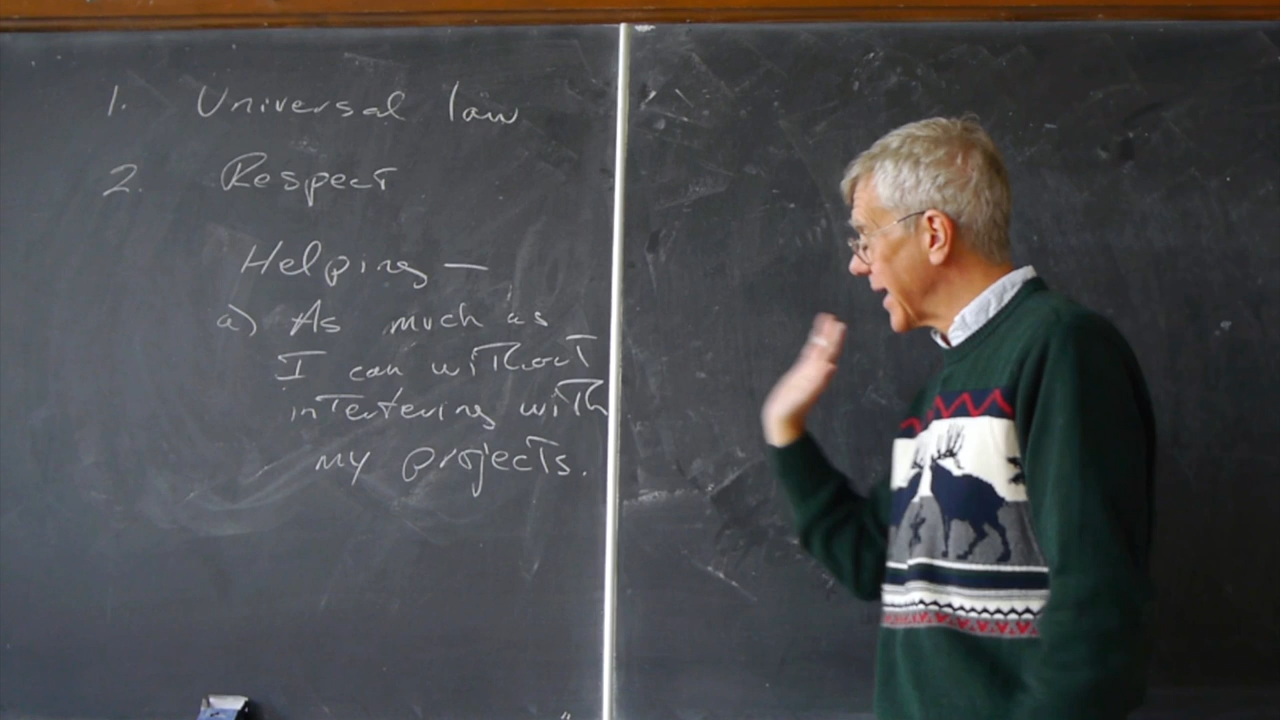 1. Universal law
2. Respect
Helping —
a) As much as
I can without
interfering with
my projects.